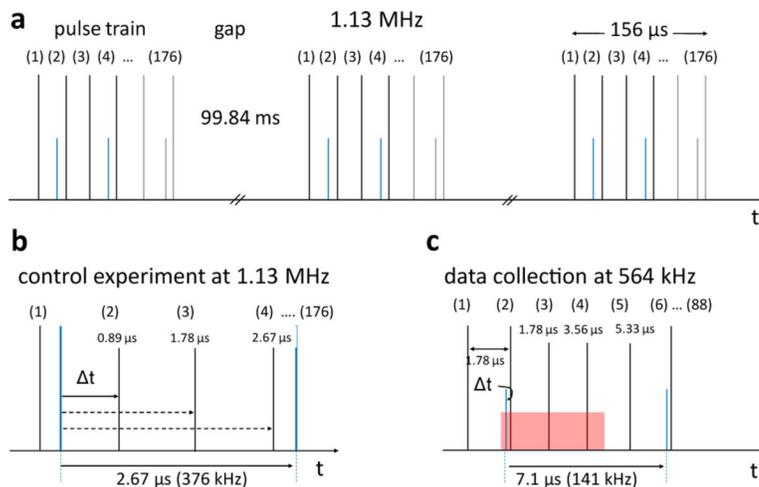 a
pulse train
gap
1.13 MHz
156 µs
(1) (2) (3) (4) ... (176)
(1) (2) (3) (4) ... (176)
(1) (2) (3) (4) ... (176)
99.84 ms
t
b
control experiment at 1.13 MHz
(1) (2) (3) (4) .... (176)
0.89 µs 1.78 µs 2.67 µs
Δt
2.67 µs (376 kHz)
t
c
data collection at 564 kHz
(1) (2) (3) (4) (5) (6) ... (88)
1.78 µs 3.56 µs 5.33 µs
1.78 µs
Δt
7.1 µs (141 kHz)
t